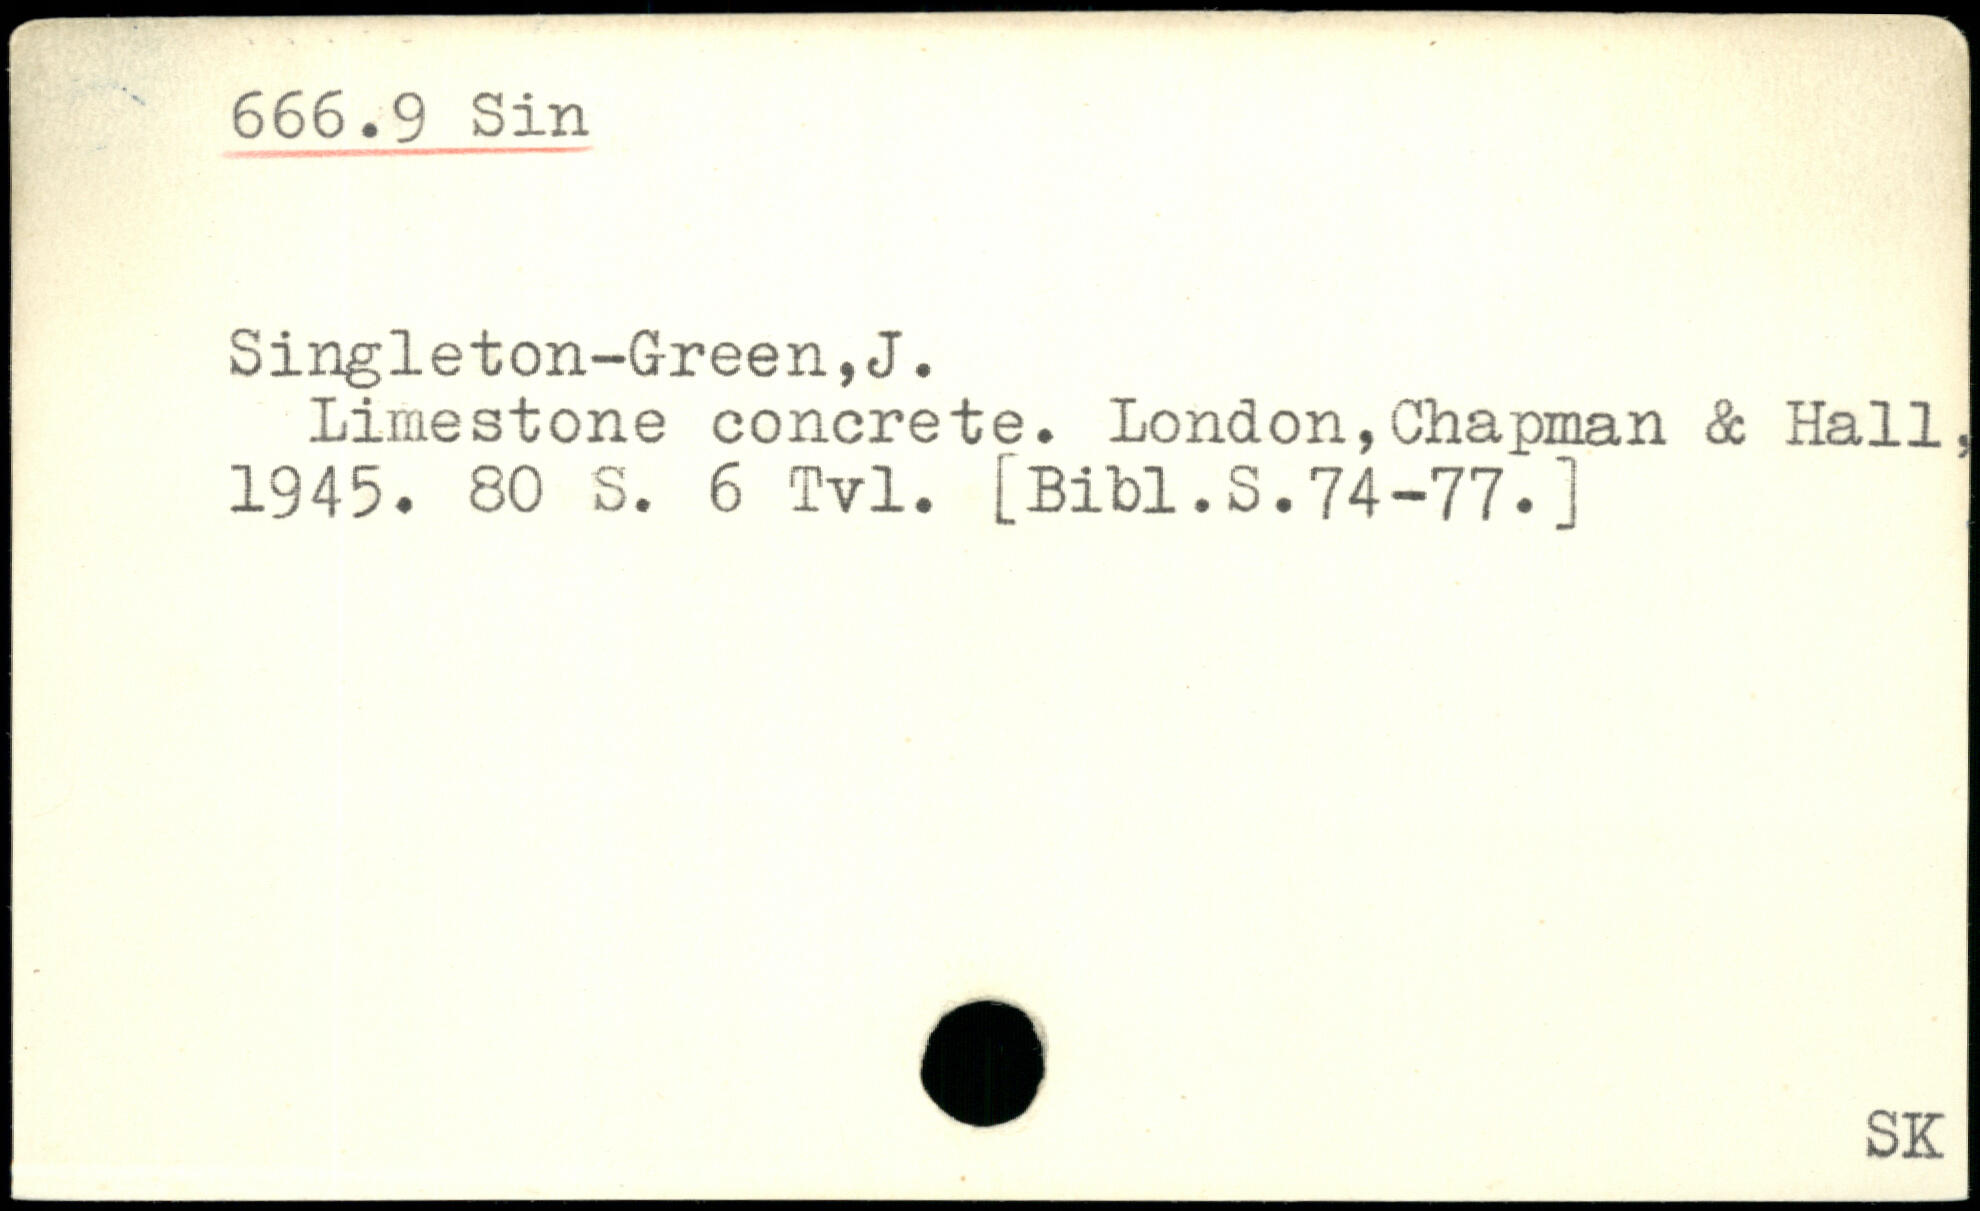 666.9 Sin
Singleton-Green,J.
Limestone concrete. London,Chapman & Hall,
1945. 80 S. 6 Tvl. [Bibl.S.74-77.]
SK